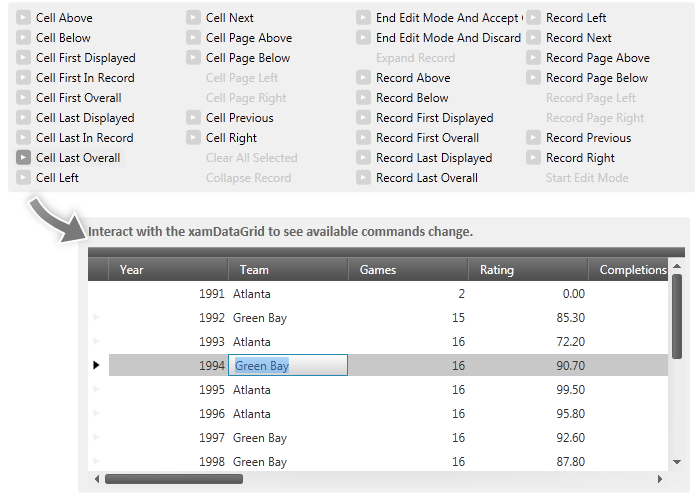 Cell Above
Cell Below
Cell First Displayed
Cell First In Record
Cell First Overall
Cell Last Displayed
Cell Last In Record
Cell Last Overall
Cell Left
Cell Next
Cell Page Above
Cell Page Below
Cell Page Left
Cell Page Right
Cell Previous
Cell Right
Clear All Selected
Collapse Record
End Edit Mode And Accept
End Edit Mode And Discard
Expand Record
Record Above
Record Below
Record First Displayed
Record First Overall
Record Last Displayed
Record Last Overall
Record Left
Record Next
Record Page Above
Record Page Below
Record Page Left
Record Page Right
Record Previous
Record Right
Start Edit Mode
Interact with the xamDataGrid to see available commands change.
Year Team Games Rating Completions
1991 Atlanta 2 0.00
1992 Green Bay 15 85.30
1993 Atlanta 16 72.20
1994 Green Bay 16 90.70
1995 Atlanta 16 99.50
1996 Atlanta 16 95.80
1997 Green Bay 16 92.60
1998 Green Bay 16 87.80